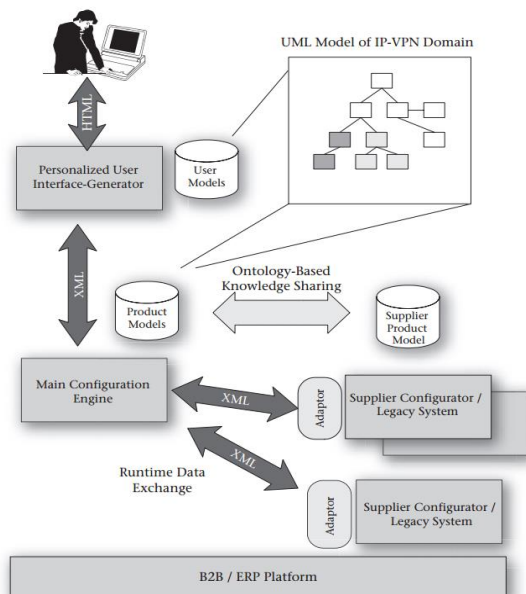 UML Model of IP-VPN Domain
HTML
Personalized User
Interface-Generator
User
Models
XML
Ontology-Based
Knowledge Sharing
Product
Models
Supplier
Product
Model
Main Configuration
Engine
XML
Adaptor
Supplier Configurator /
Legacy System
XML
Runtime Data
Exchange
Adaptor
Supplier Configurator /
Legacy System
B2B / ERP Platform